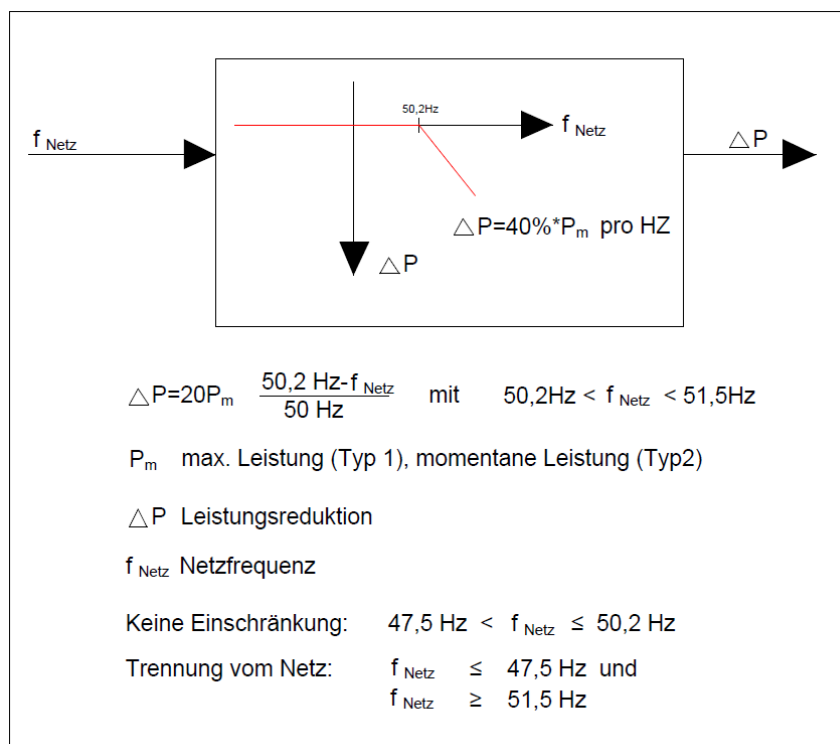 50,2Hz
f Netz
f Netz
△P
△P=40%*Pm pro HZ
△P
△P=20Pm 50,2 Hz-f Netz / 50 Hz mit 50,2Hz < f Netz < 51,5Hz
Pm max. Leistung (Typ 1), momentane Leistung (Typ2)
△P Leistungsreduktion
f Netz Netzfrequenz
Keine Einschränkung: 47,5 Hz < f Netz ≤ 50,2 Hz
Trennung vom Netz: f Netz ≤ 47,5 Hz und
f Netz ≥ 51,5 Hz